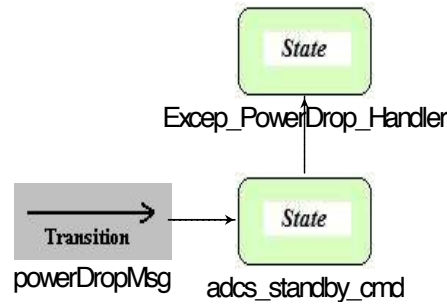 State
Excep_PowerDrop_Handler
Transition
State
powerDropMsg
adcs_standby_cmd